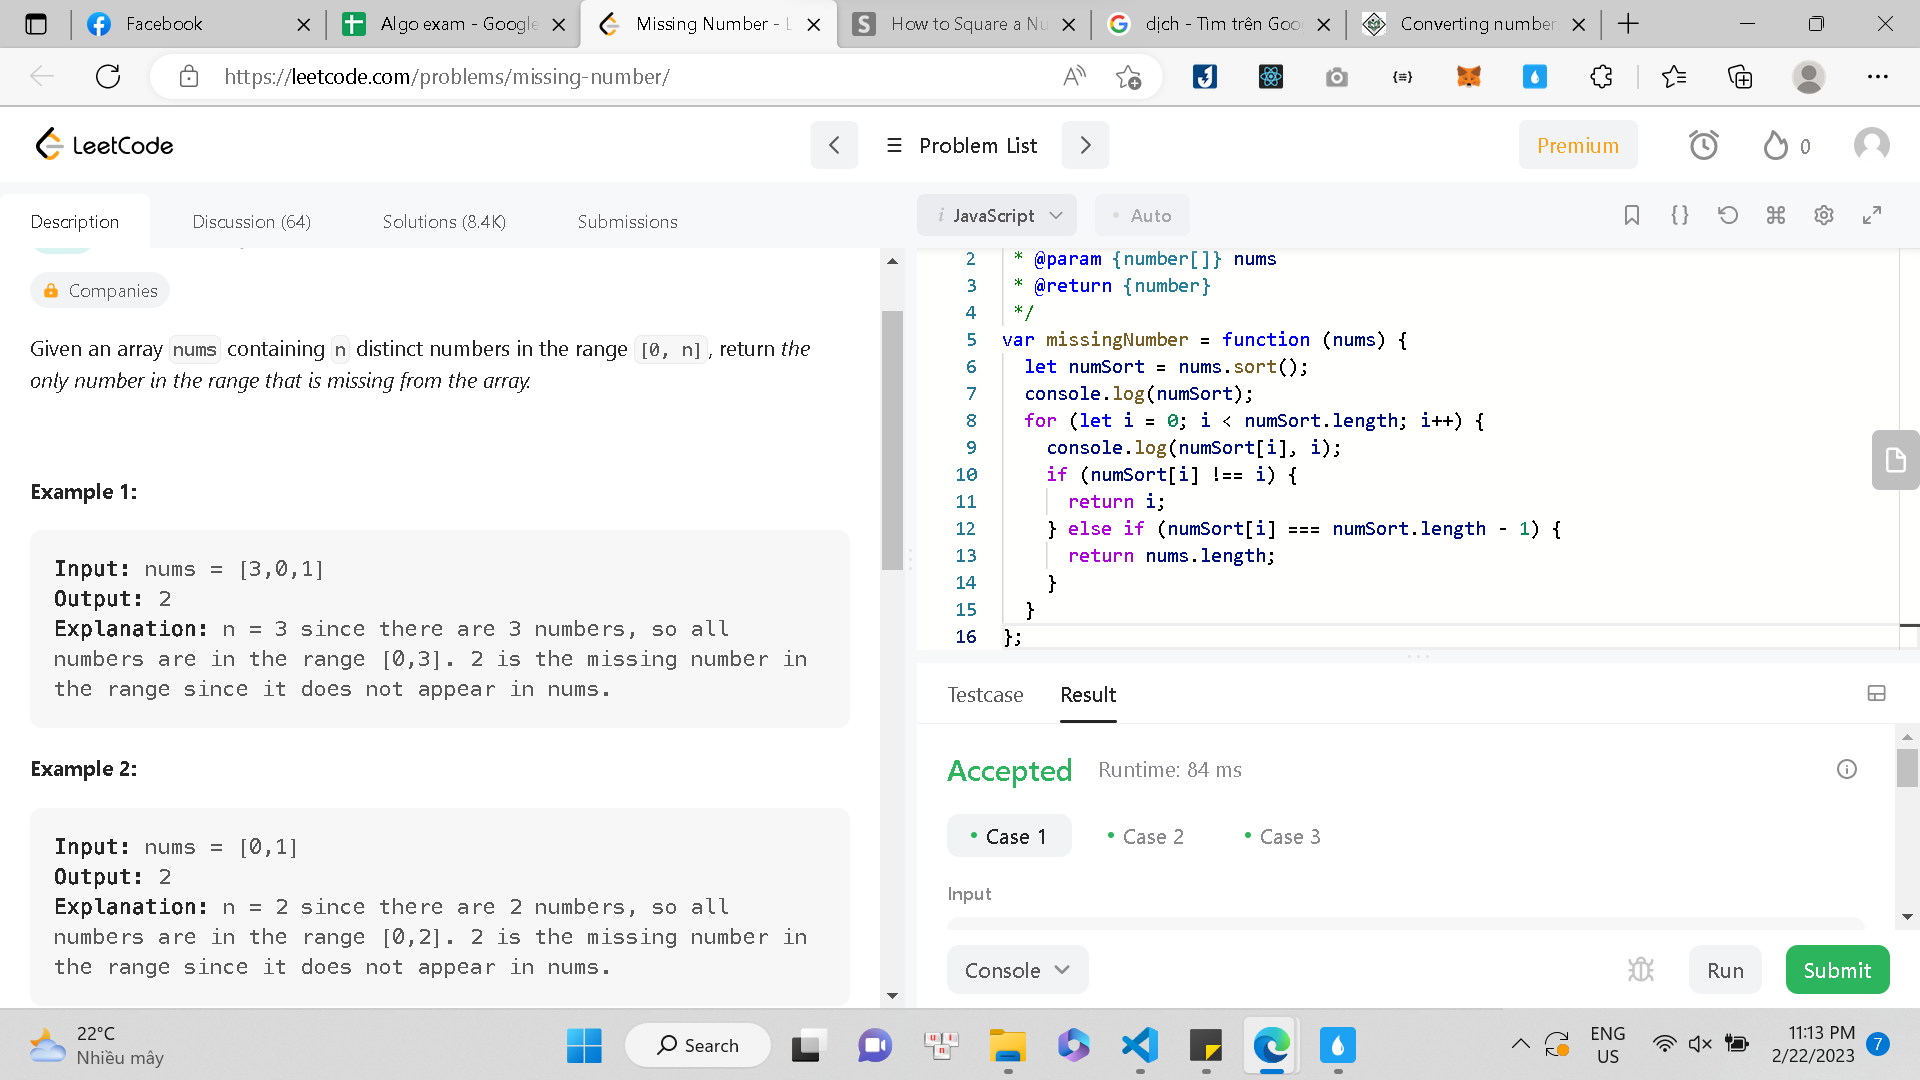 Facebook
Algo exam - Google
Missing Number - L
How to Square a Nu
dịch - Tìm trên Goo
Converting number
https://leetcode.com/problems/missing-number/
LeetCode
Problem List
Premium
0
Description
Discussion (64)
Solutions (8.4K)
Submissions
i JavaScript
Auto
Companies
Given an array nums containing n distinct numbers in the range [0, n], return the
only number in the range that is missing from the array.
Example 1:
Input: nums = [3,0,1]
Output: 2
Explanation: n = 3 since there are 3 numbers, so all
numbers are in the range [0,3]. 2 is the missing number in
the range since it does not appear in nums.
Example 2:
Input: nums = [0,1]
Output: 2
Explanation: n = 2 since there are 2 numbers, so all
numbers are in the range [0,2]. 2 is the missing number in
the range since it does not appear in nums.
2 * @param {number[]} nums
3 * @return {number}
4 */
5 var missingNumber = function (nums) {
6 let numSort = nums.sort();
7 console.log(numSort);
8 for (let i = 0; i < numSort.length; i++) {
9 console.log(numSort[i], i);
10 if (numSort[i] !== i) {
11 return i;
12 } else if (numSort[i] === numSort.length - 1) {
13 return nums.length;
14 }
15 }
16 };
Testcase
Result
Accepted
Runtime: 84 ms
Case 1
Case 2
Case 3
Input
Console
Run
Submit
22°C
Nhiều mây
Search
ENG
US
11:13 PM
2/22/2023
7